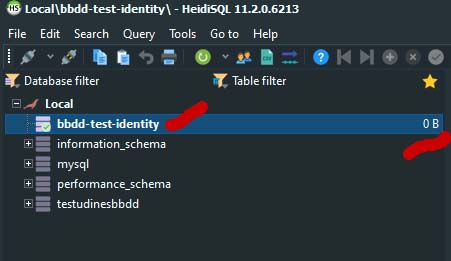 Local\bbdd-test-identity\ - HeidiSQL 11.2.0.6213
File Edit Search Query Tools Go to Help
Database filter Table filter
Local
bbdd-test-identity 0 B
information_schema
mysql
performance_schema
testudinesbbdd